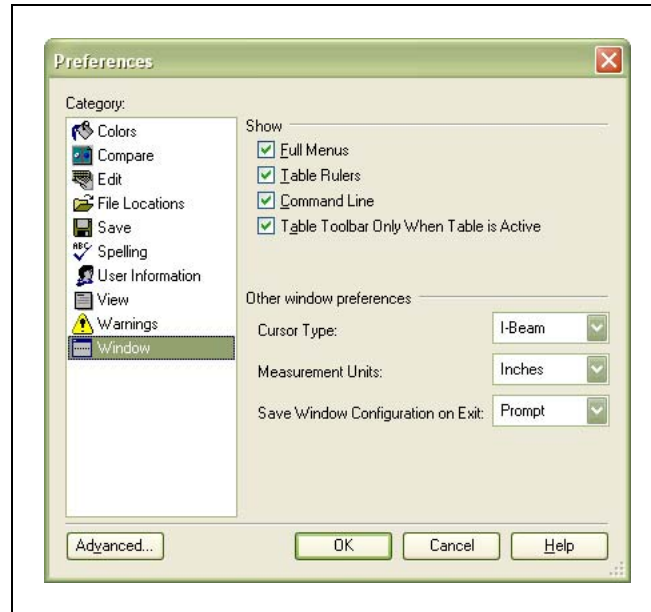 Preferences
Category:
Colors
Compare
Edit
File Locations
Save
ABC
Spelling
User Information
View
Warnings
Window
Show
Full Menus
Table Rulers
Command Line
Table Toolbar Only When Table is Active
Other window preferences
Cursor Type:
I-Beam
Measurement Units:
Inches
Save Window Configuration on Exit:
Prompt
Advanced...
OK
Cancel
Help